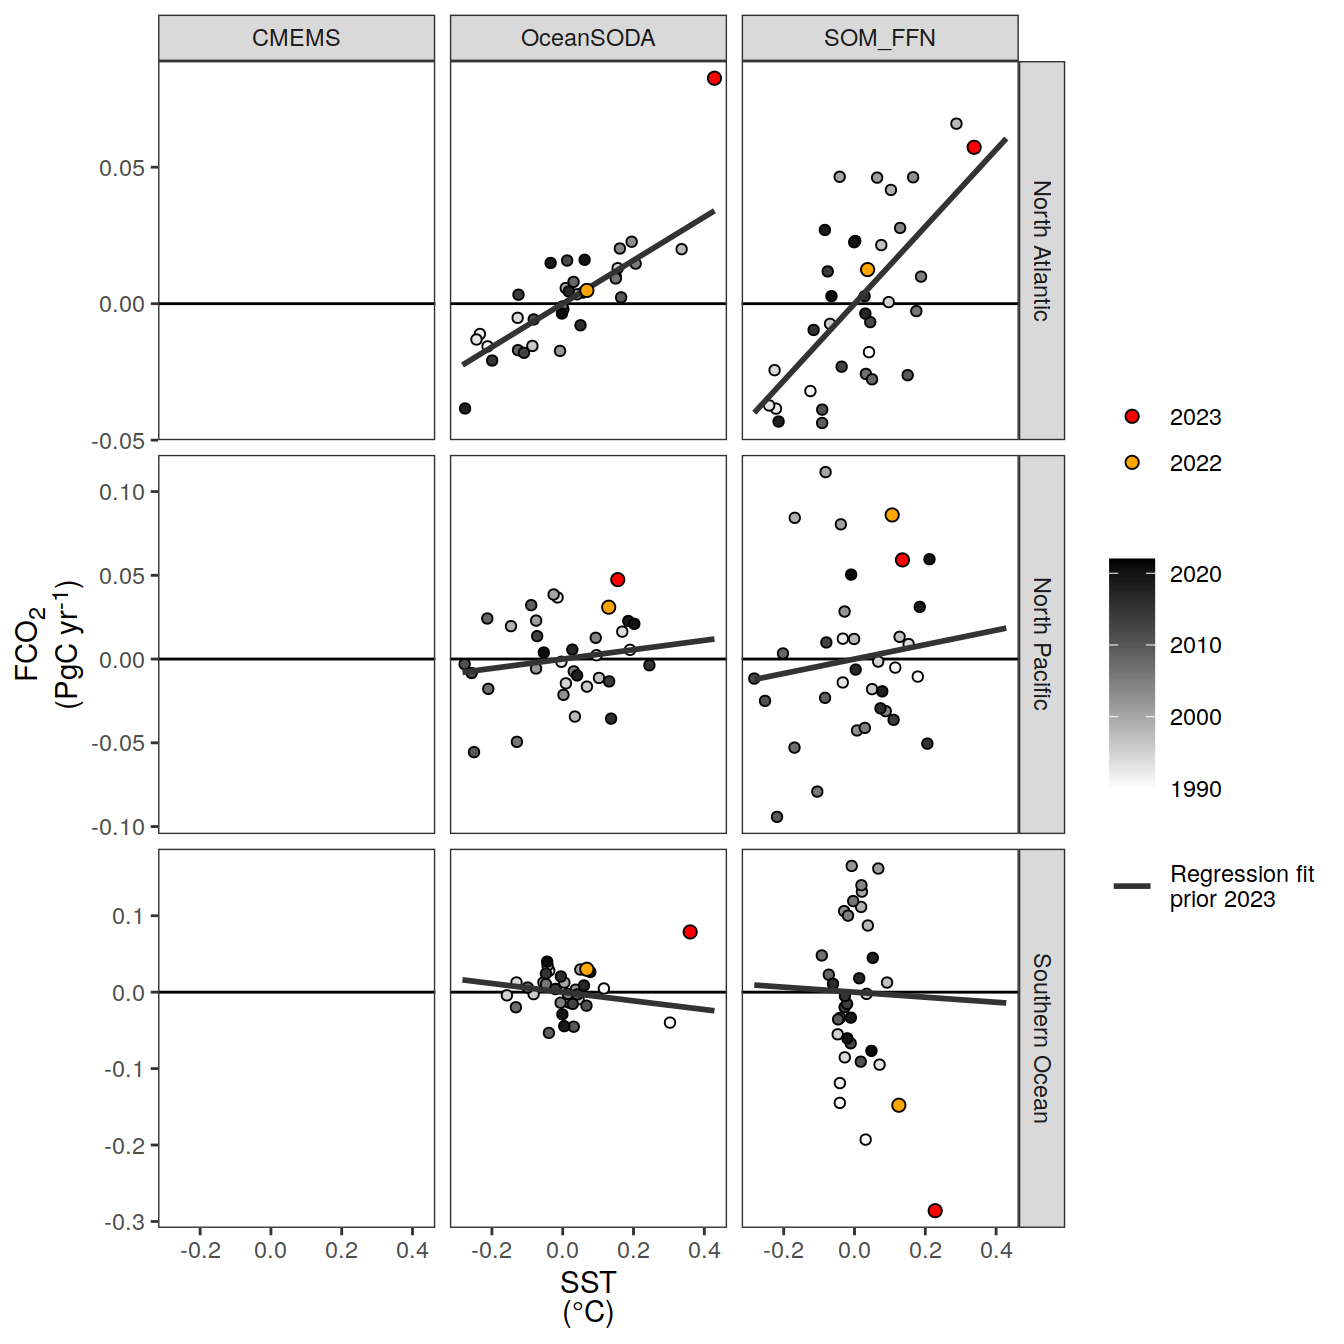 CMEMS
OceanSODA
SOM_FFN
0.05
0.00
-0.05
North Atlantic
0.10
0.05
0.00
-0.05
-0.10
North Pacific
0.1
0.0
-0.1
-0.2
-0.3
Southern Ocean
-0.2 0.0 0.2 0.4
-0.2 0.0 0.2 0.4
-0.2 0.0 0.2 0.4
SST
(°C)
FCO₂
(PgC yr⁻¹)
2023
2022
2020
2010
2000
1990
Regression fit
prior 2023